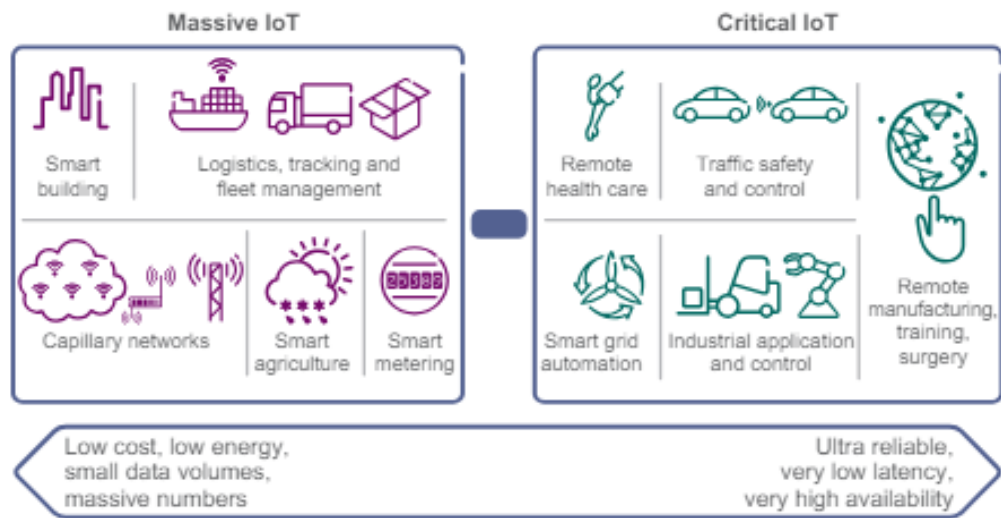 Massive IoT
Critical IoT
Smart
building
Logistics, tracking and
fleet management
Remote
health care
Traffic safety
and control
Capillary networks
Smart
agriculture
Smart
metering
Smart grid
automation
Industrial application
and control
Remote
manufacturing,
training,
surgery
Low cost, low energy,
small data volumes,
massive numbers
Ultra reliable,
very low latency,
very high availability